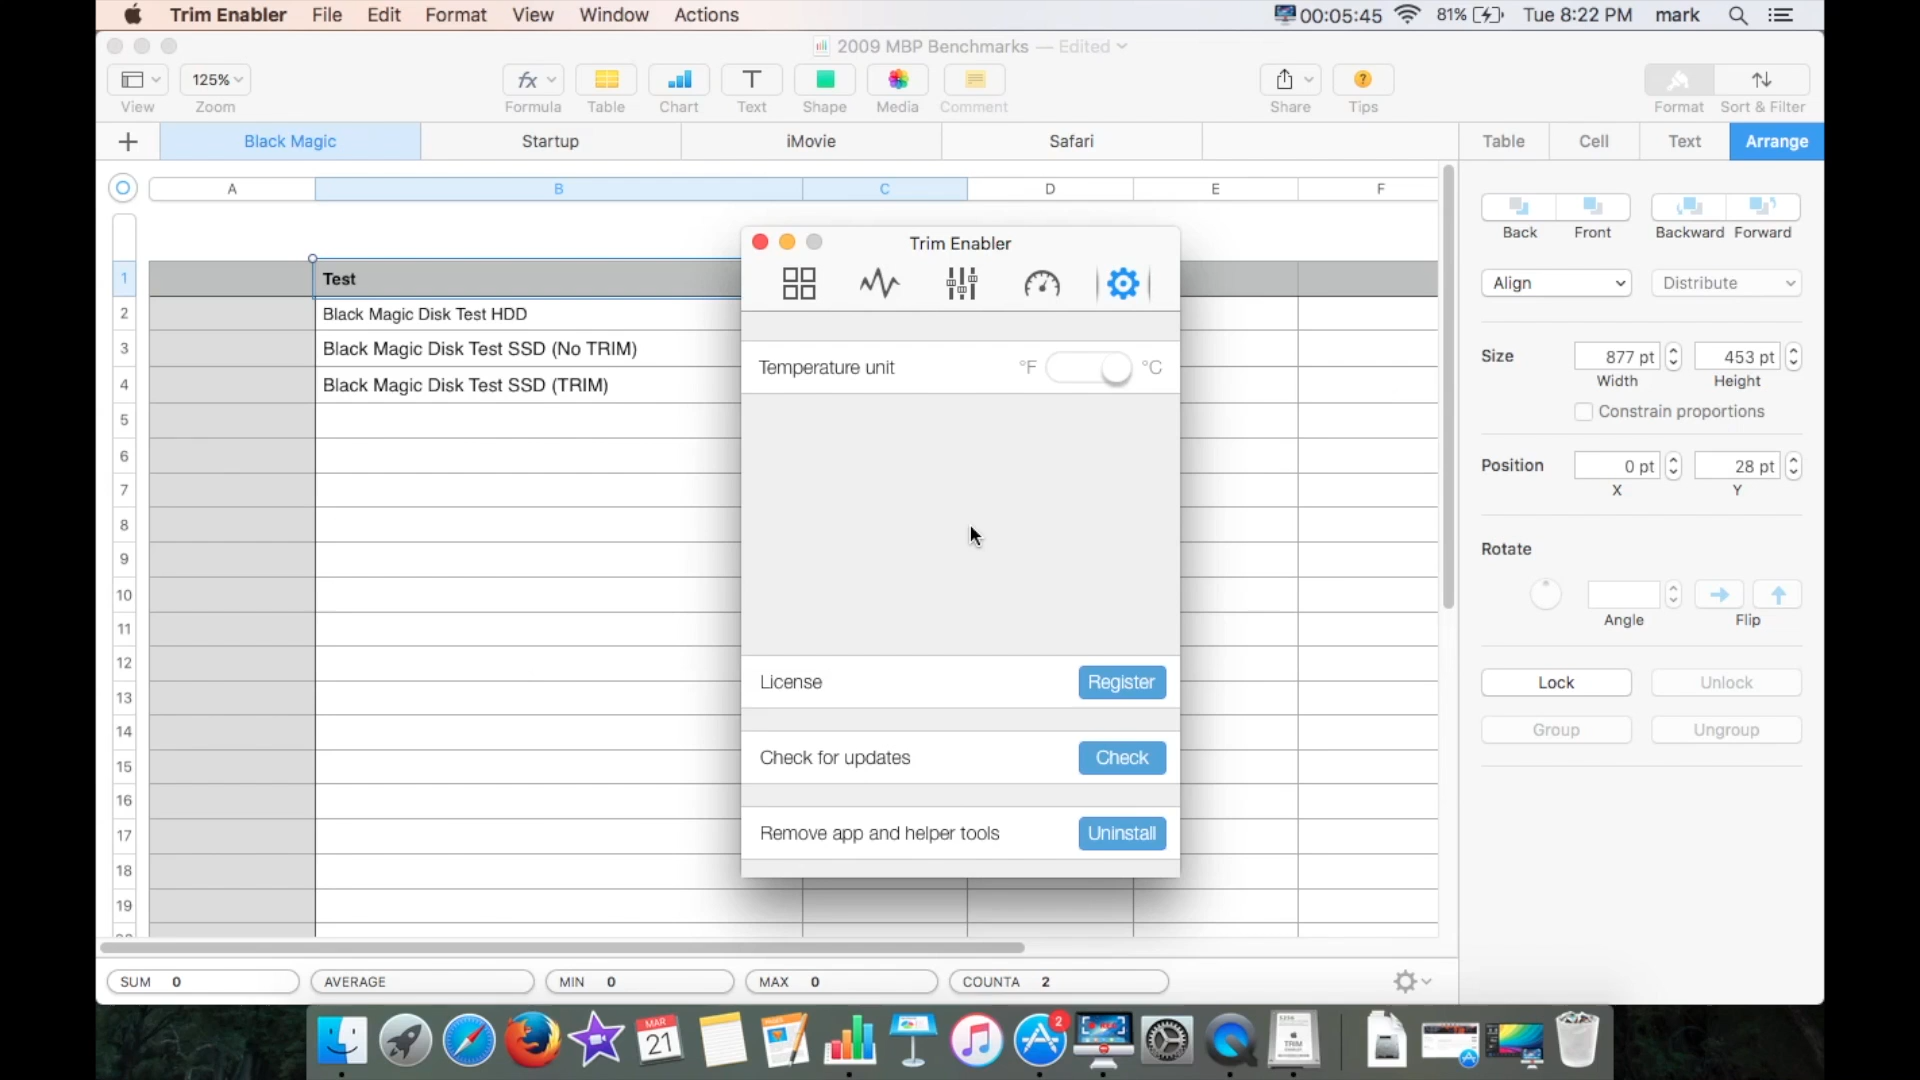 Trim Enabler File Edit Format View Window Actions 00:05:45 81% Tue 8:22 PM mark
2009 MBP Benchmarks — Edited
125%
fx T ?
View Zoom Formula Table Chart Text Shape Media Comment Share Tips Format Sort & Filter
+ Black Magic Startup iMovie Safari Table Cell Text Arrange
A B C D E F
Back Front Backward Forward
Trim Enabler
1 Test
Align Distribute
2 Black Magic Disk Test HDD
3 Black Magic Disk Test SSD (No TRIM)
4 Black Magic Disk Test SSD (TRIM)
5
6
7
8
9
10
11
12
13
14
15
16
17
18
19
Temperature unit °F °C
License Register
Check for updates Check
Remove app and helper tools Uninstall
Size 877 pt 453 pt
Width Height
Constrain proportions
Position 0 pt 28 pt
X Y
Rotate
Angle Flip
Lock Unlock
Group Ungroup
SUM 0 AVERAGE MIN 0 MAX 0 COUNTA 2
MAR
21
PAGES
2
TRIM